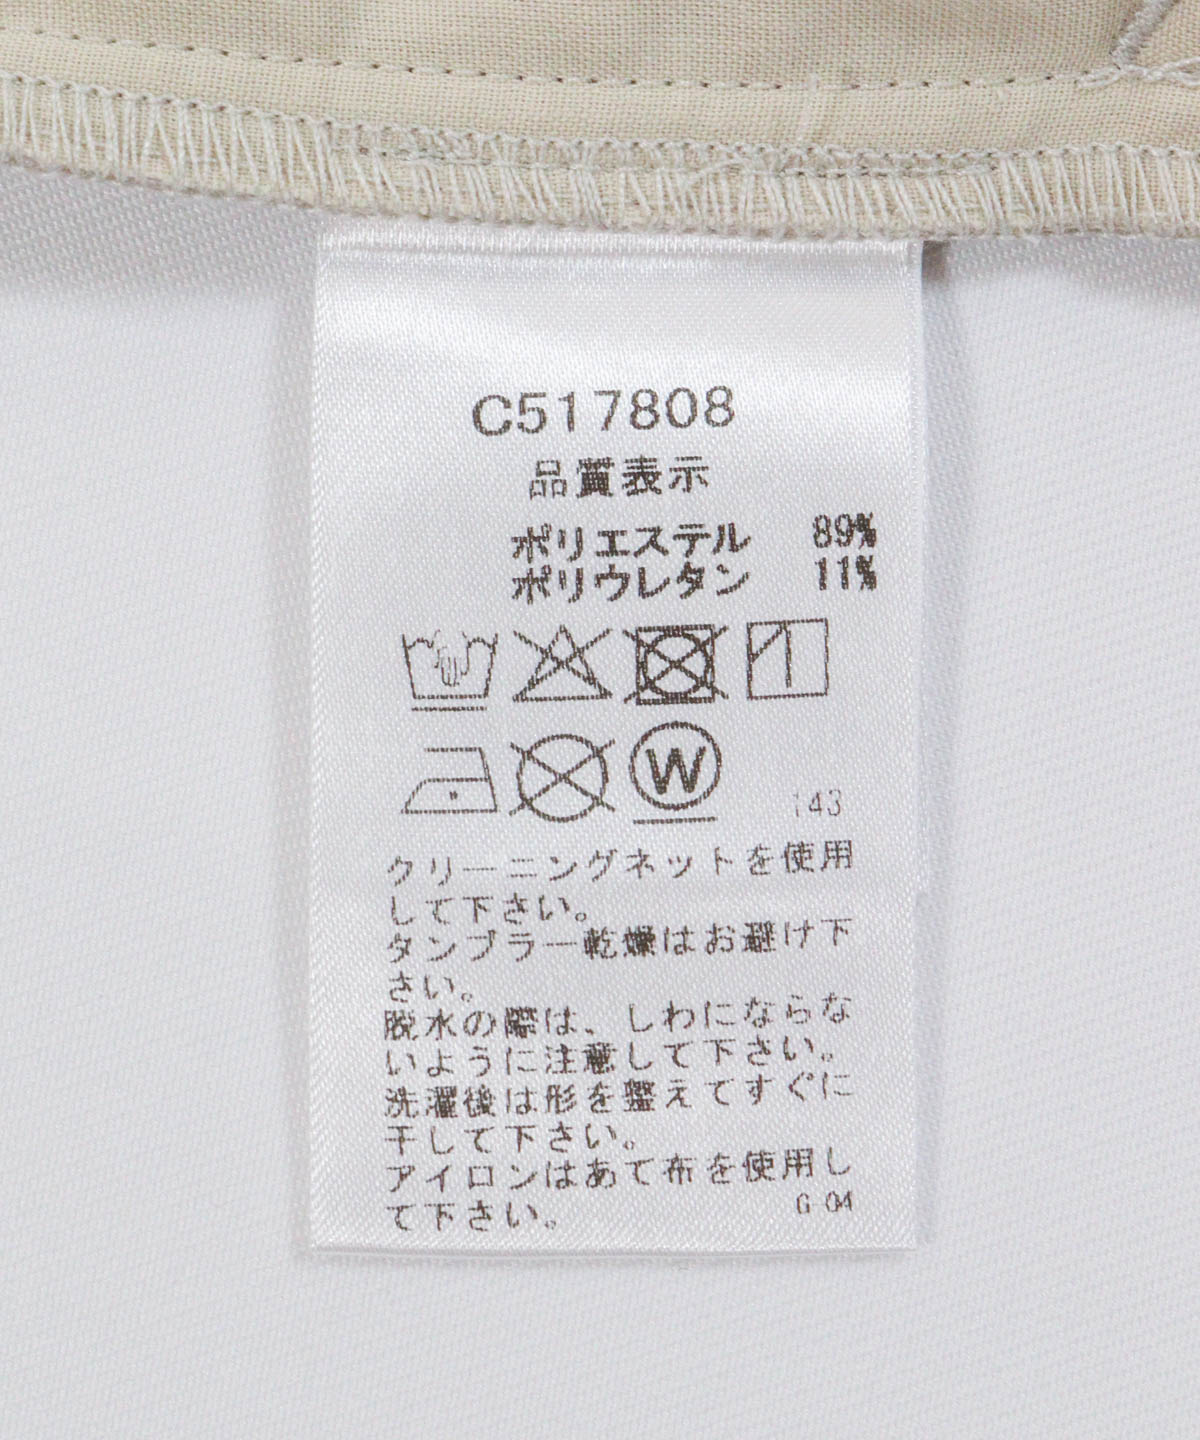 C517808
品質表示
ポリエステル 89%
ポリウレタン 11%
W
143
クリーニングネットを使用
して下さい。
タンブラー乾燥はお避け下
さい。
脱水の際は、しわにならな
いように注意して下さい。
洗濯後は形を整えてすぐに
干して下さい。
アイロンはあて布を使用し
て下さい。
G-04